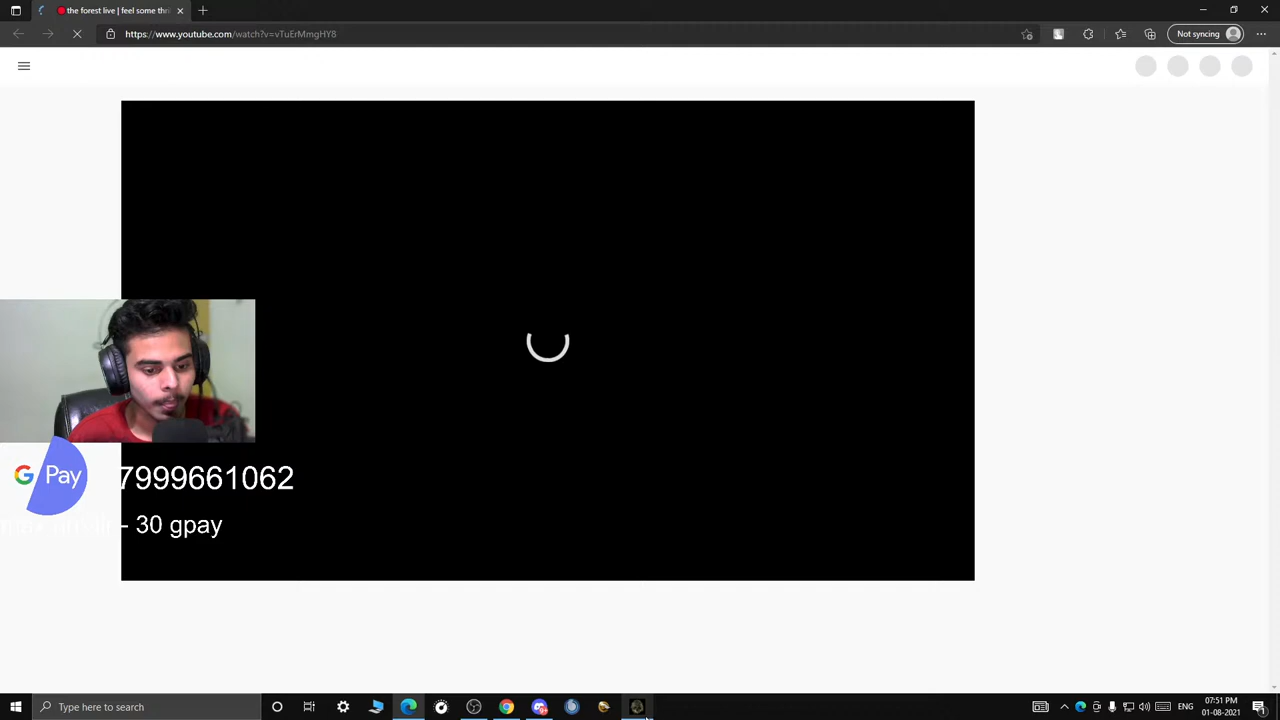 the forest live | feel some thri
https://www.youtube.com/watch?v=vTuErMmgHY8
Not syncing
G Pay
7999661062
- 30 gpay
Type here to search
ENG
07:51 PM
01-08-2021